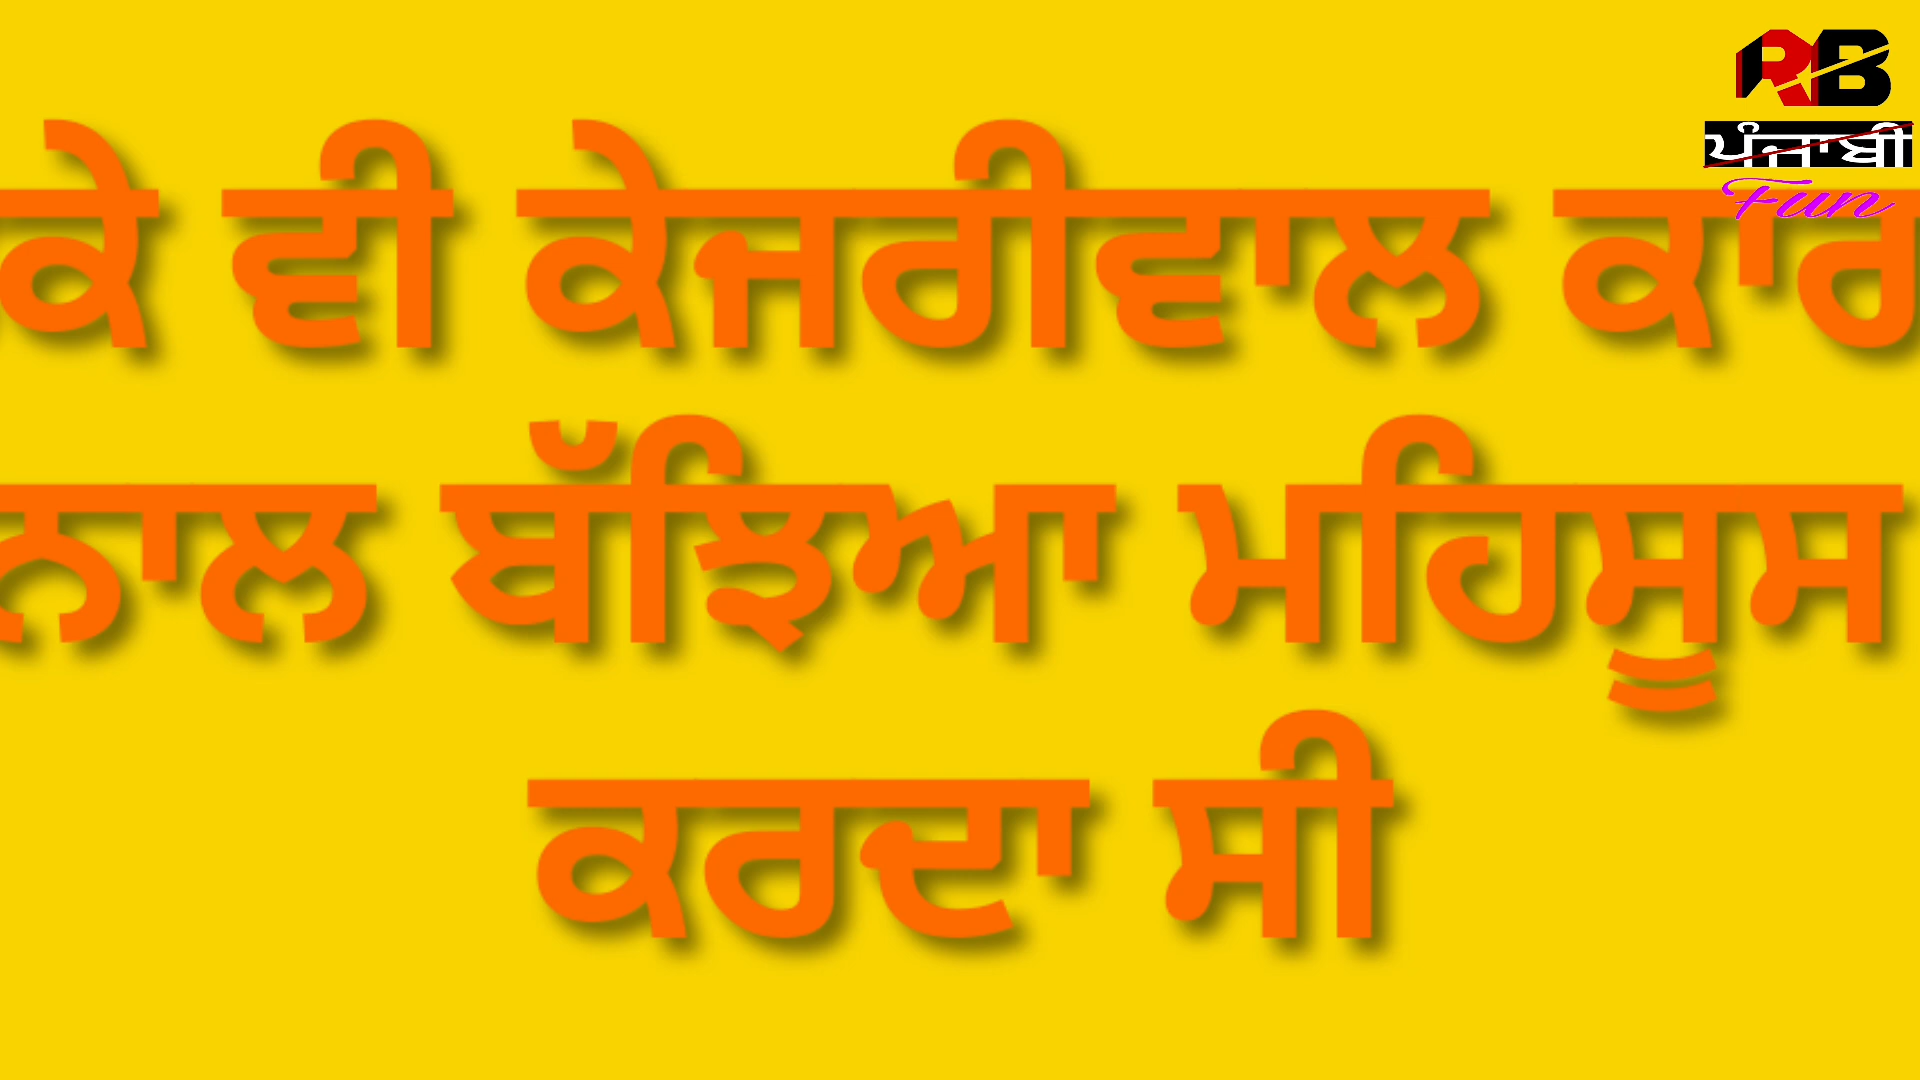 RB
ਪੰਜਾਬੀ
Fun
ਕੇ ਵੀ ਕੇਜਰੀਵਾਲ ਕਾਰ
ਨਾਲ ਬੱਝਿਆ ਮਹਿਸੂਸ
ਕਰਦਾ ਸੀ